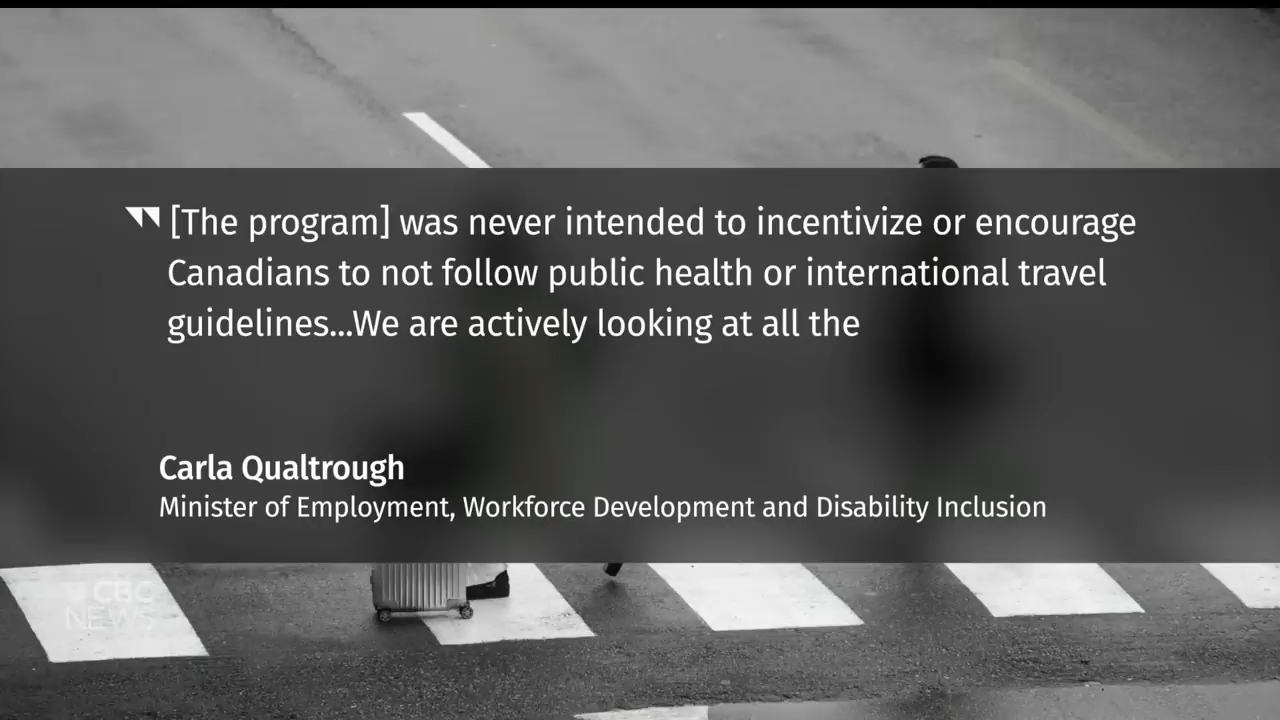 [The program] was never intended to incentivize or encourage
Canadians to not follow public health or international travel
guidelines...We are actively looking at all the
Carla Qualtrough
Minister of Employment, Workforce Development and Disability Inclusion
CBC
NEWS